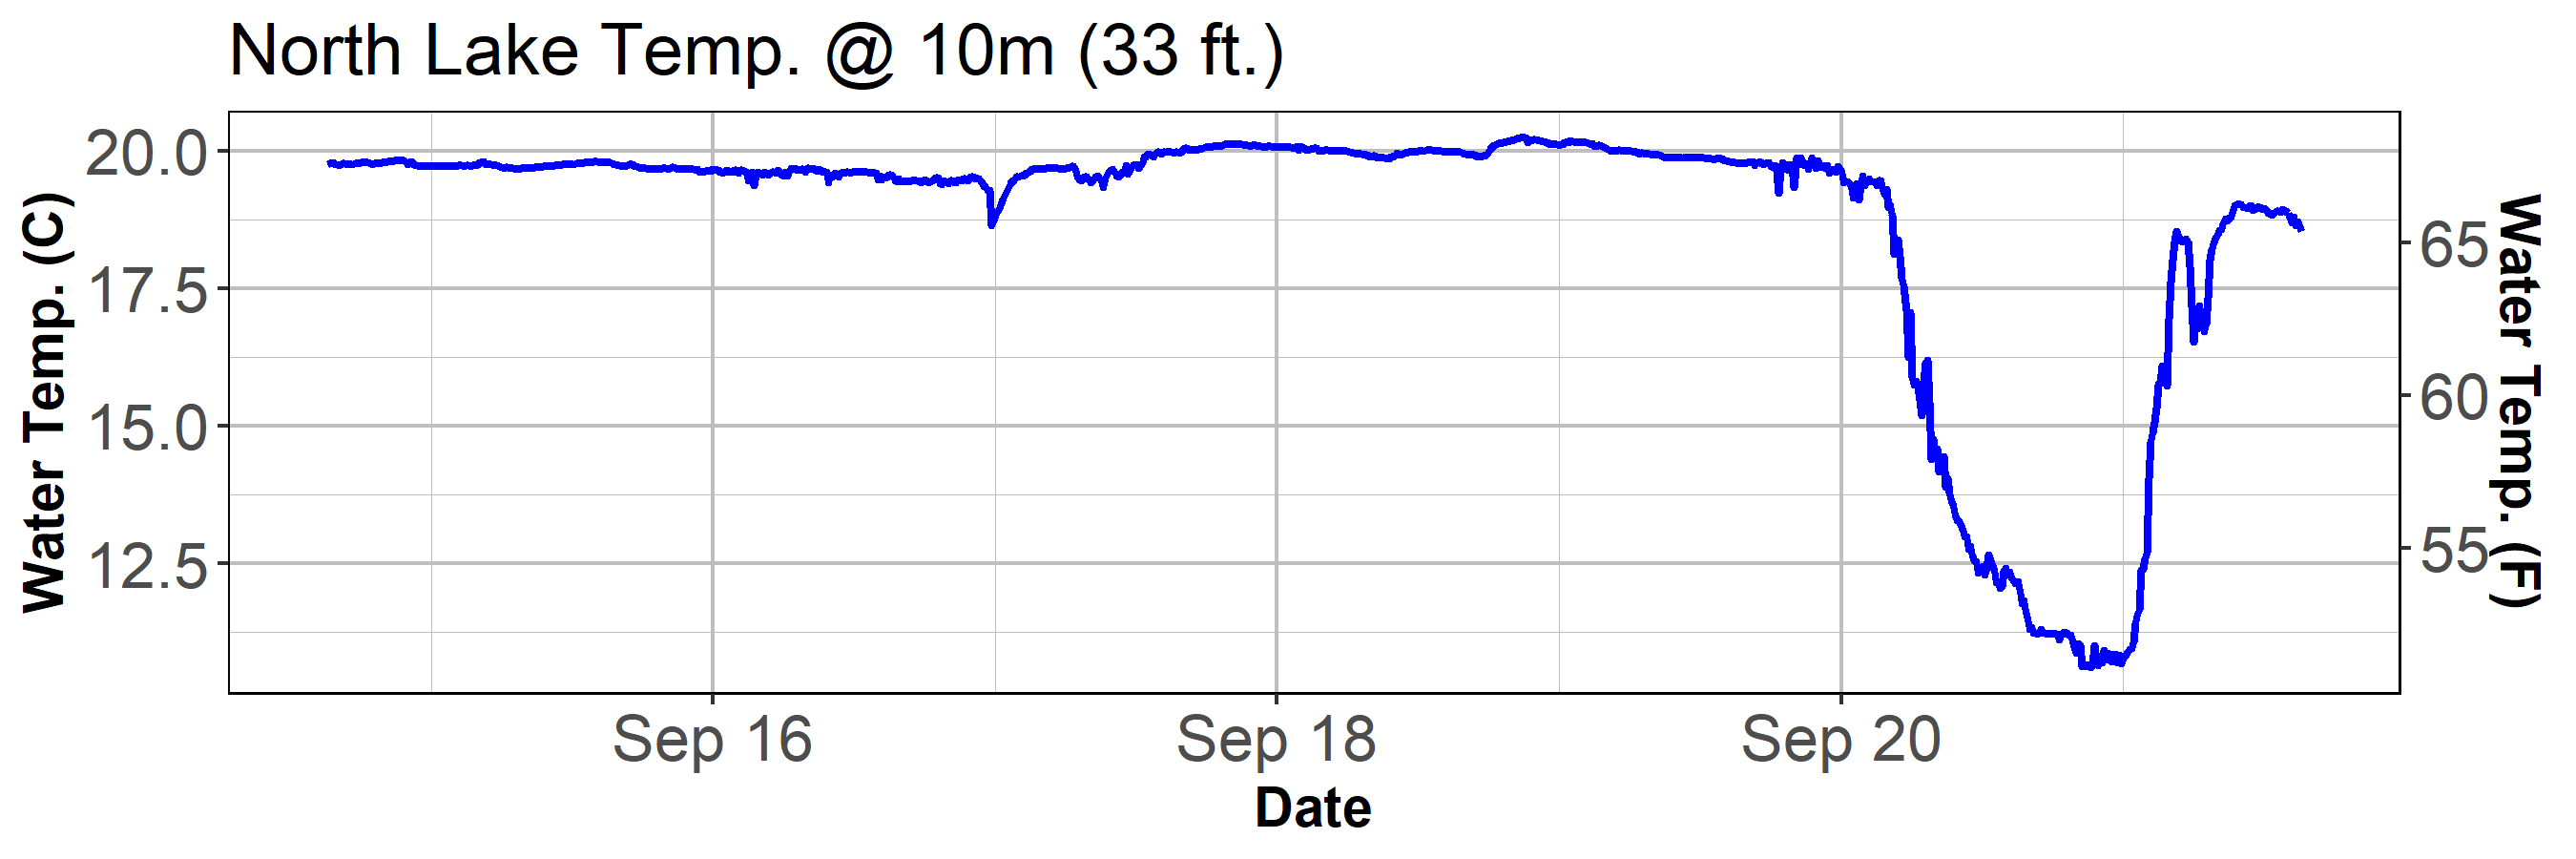 North Lake Temp. @ 10m (33 ft.)
Water Temp. (C)
20.0
17.5
15.0
12.5
65
60
55
Water Temp. (F)
Sep 16
Sep 18
Sep 20
Date